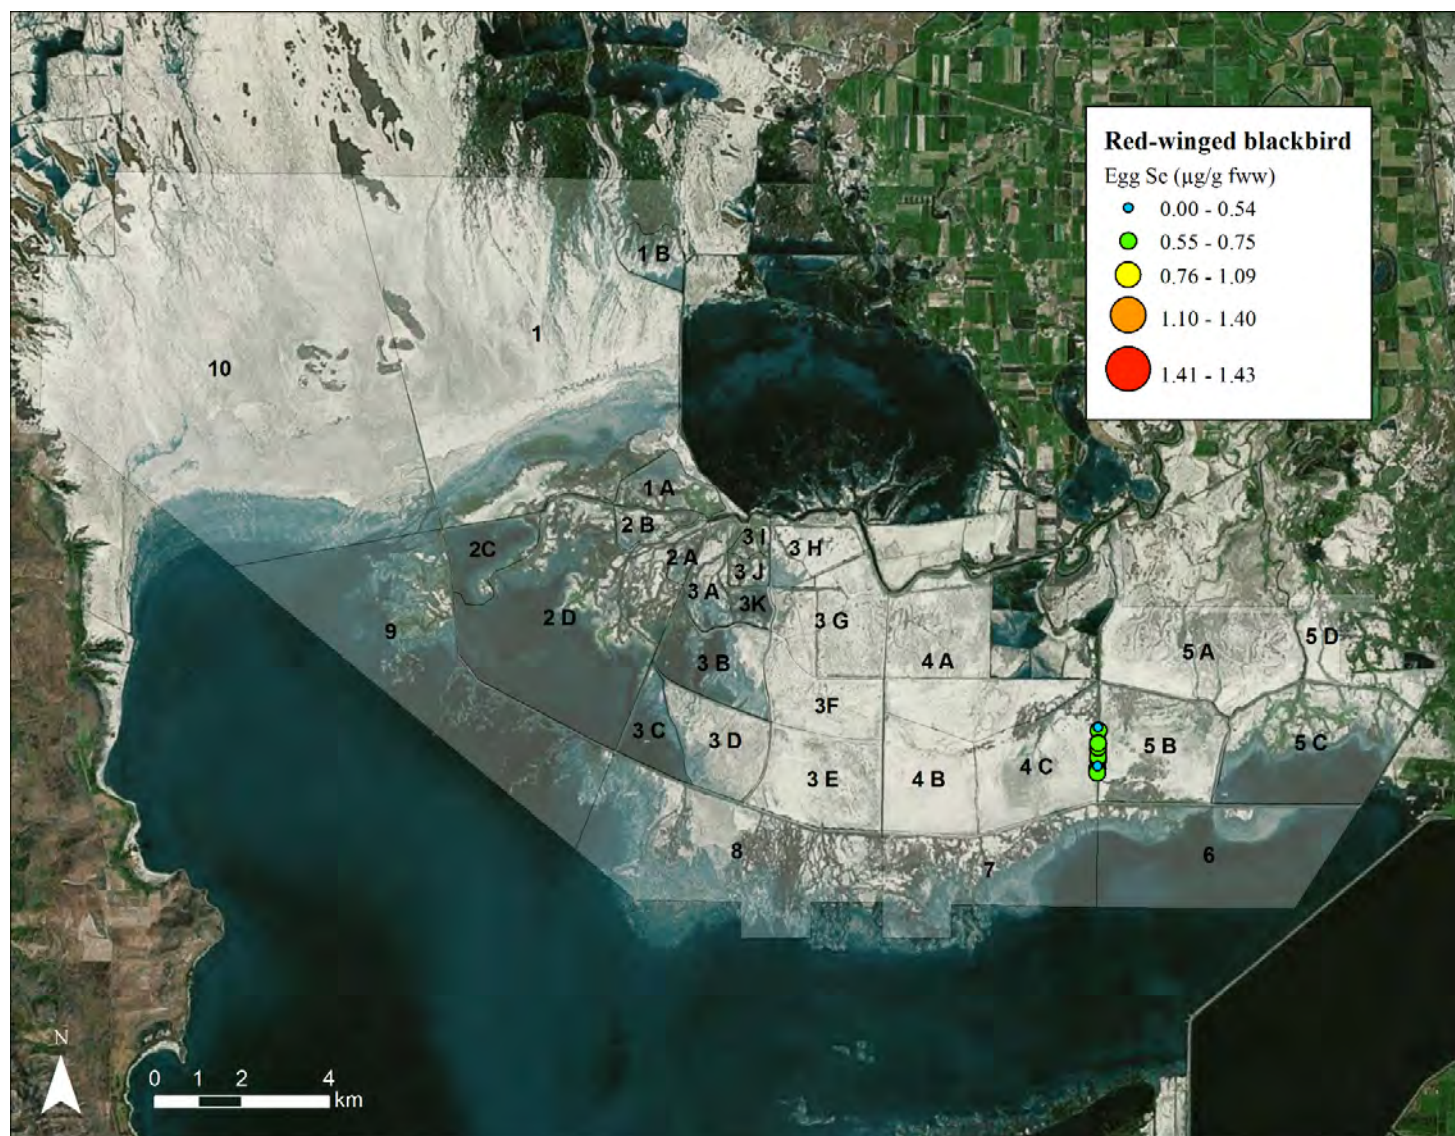 Red-winged blackbird
Egg Se (µg/g fww)
0.00 - 0.54
0.55 - 0.75
0.76 - 1.09
1.10 - 1.40
1.41 - 1.43
1 B
1
10
1 A
2 B
2C
2 A
3 I
3 H
3 J
3 A
3K
2 D
9
3 G
3 B
4 A
5 A
5 D
3F
3 C
3 D
3 E
4 B
4 C
5 B
5 C
8
7
6
N
0 1 2 4
km